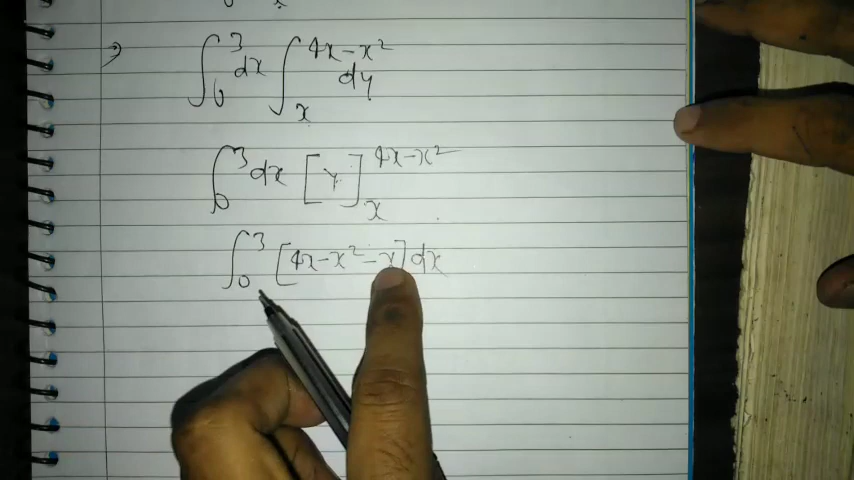 ∫₀³ dx ∫ₓ^{4x-x²} dy
∫₀³ dx [y]ₓ^{4x-x²}
∫₀³ [4x-x²-x] dx